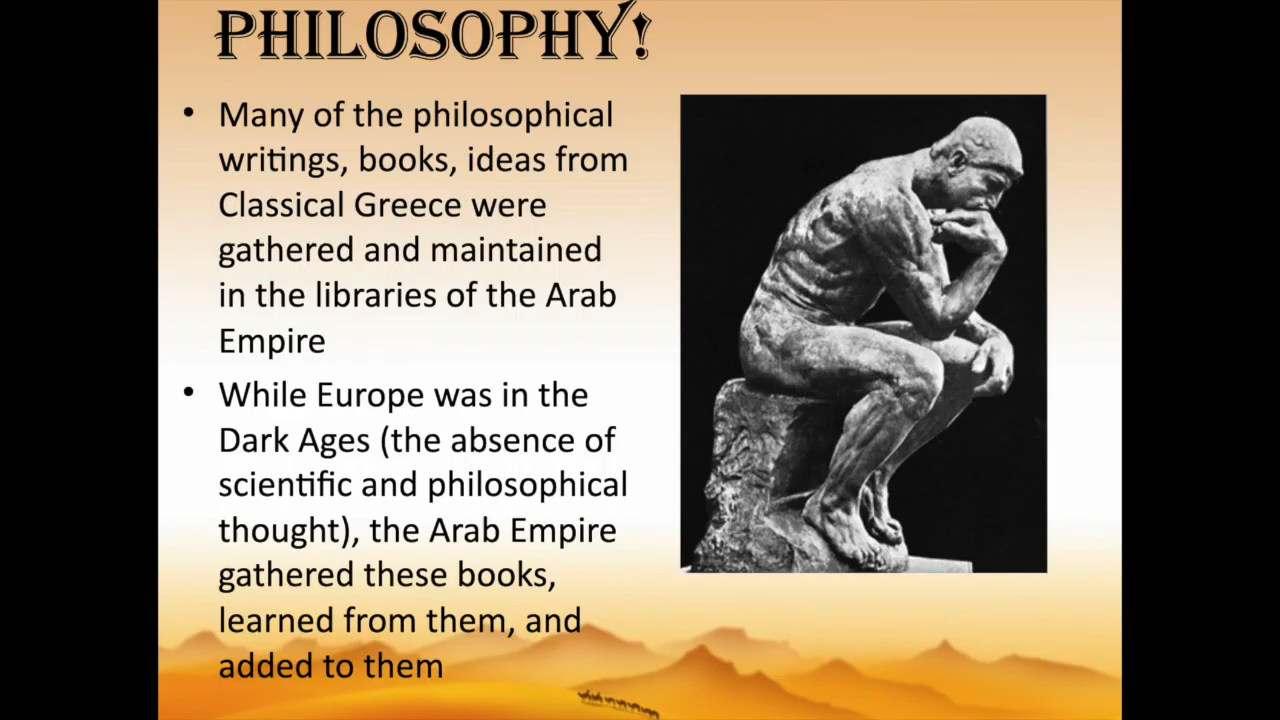 PHILOSOPHY!
• Many of the philosophical
writings, books, ideas from
Classical Greece were
gathered and maintained
in the libraries of the Arab
Empire
• While Europe was in the
Dark Ages (the absence of
scientific and philosophical
thought), the Arab Empire
gathered these books,
learned from them, and
added to them